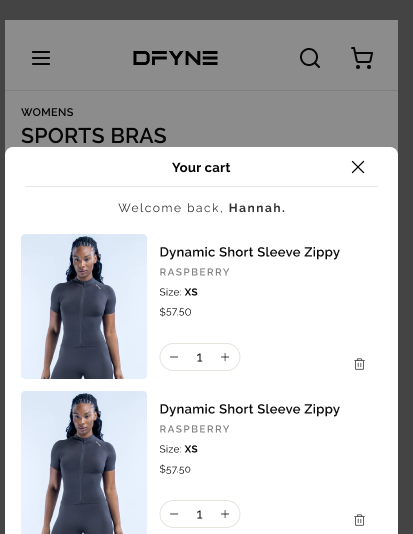 DFYNE
WOMENS
SPORTS BRAS
Your cart
Welcome back, Hannah.
Dynamic Short Sleeve Zippy
RASPBERRY
Size: XS
$57.50
1
Dynamic Short Sleeve Zippy
RASPBERRY
Size: XS
$57.50
1